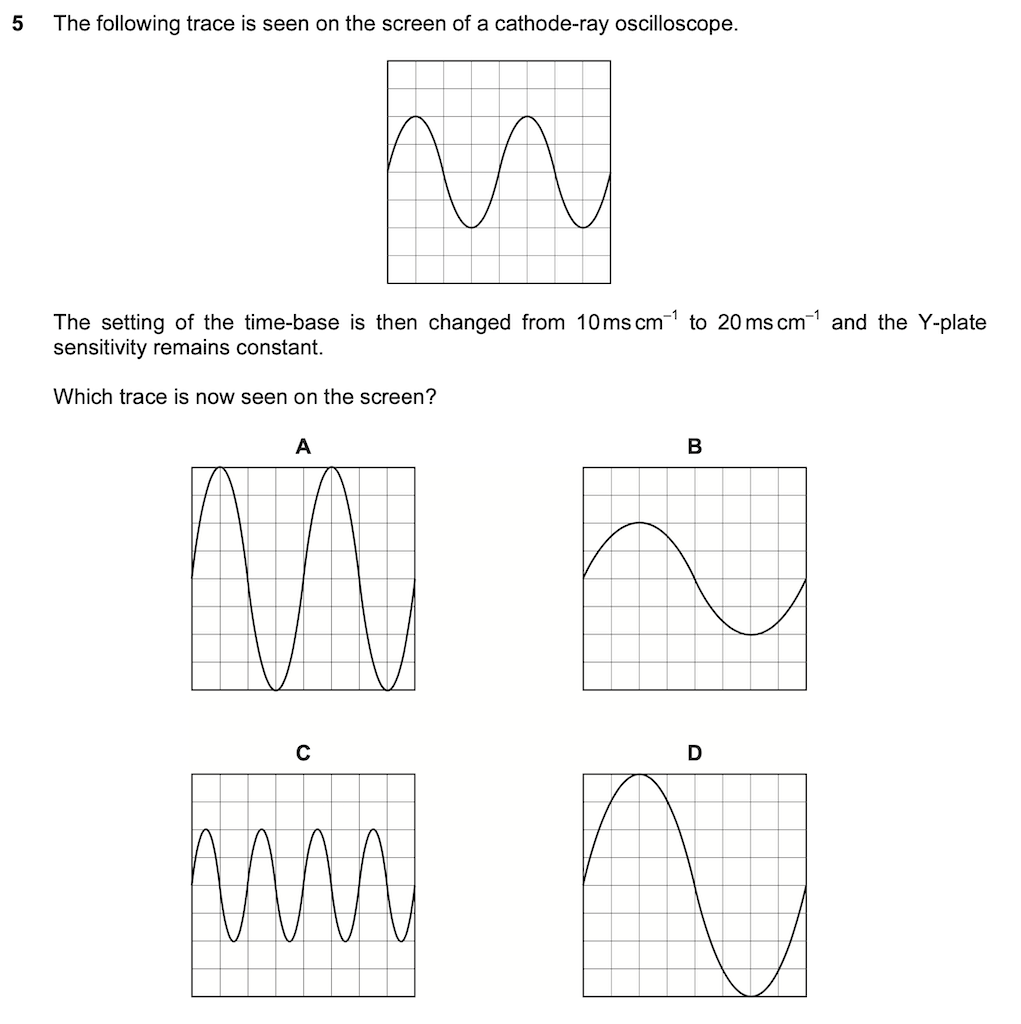 5 The following trace is seen on the screen of a cathode-ray oscilloscope.
The setting of the time-base is then changed from 10 ms cm⁻¹ to 20 ms cm⁻¹ and the Y-plate
sensitivity remains constant.
Which trace is now seen on the screen?
A
B
C
D